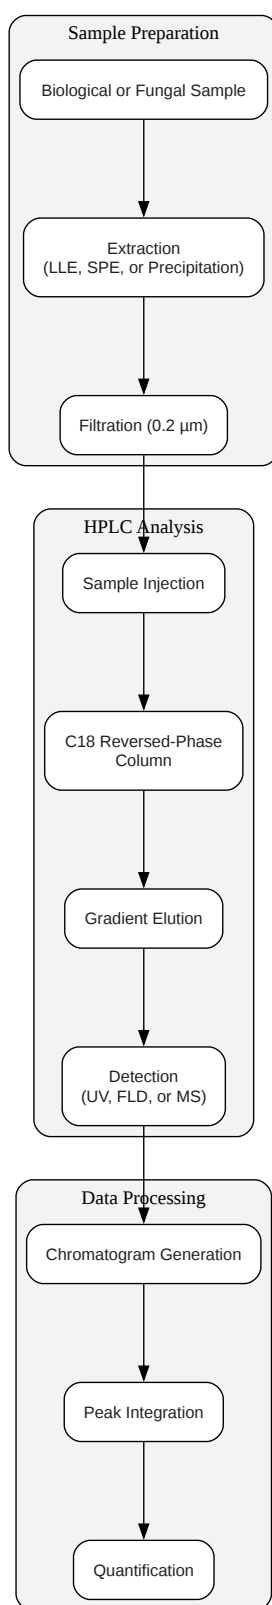 Sample Preparation
Biological or Fungal Sample
Extraction
(LLE, SPE, or Precipitation)
Filtration (0.2 µm)
HPLC Analysis
Sample Injection
C18 Reversed-Phase
Column
Gradient Elution
Detection
(UV, FLD, or MS)
Data Processing
Chromatogram Generation
Peak Integration
Quantification